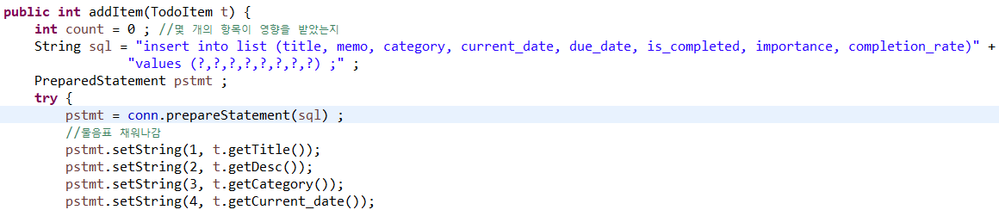 public int addItem(TodoItem t) {
int count = 0 ; //몇 개의 항목이 영향을 받았는지
String sql = "insert into list (title, memo, category, current_date, due_date, is_completed, importance, completion_rate)" +
"values (?,?,?,?,?,?,?,?) ;" ;
PreparedStatement pstmt ;
try {
pstmt = conn.prepareStatement(sql) ;
//물음표 채워나감
pstmt.setString(1, t.getTitle());
pstmt.setString(2, t.getDesc());
pstmt.setString(3, t.getCategory());
pstmt.setString(4, t.getCurrent_date());